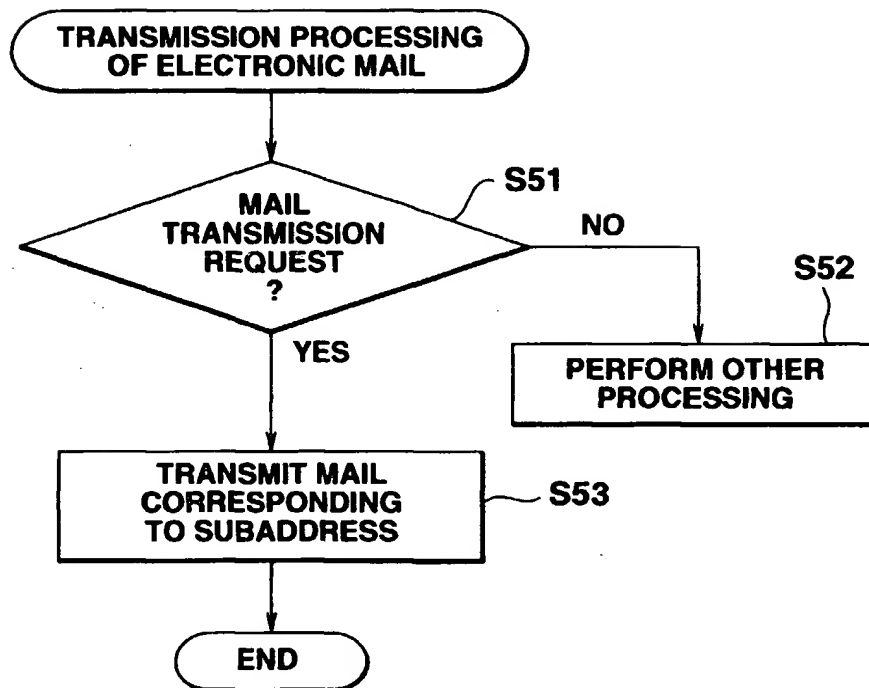 TRANSMISSION PROCESSING
OF ELECTRONIC MAIL
S51
MAIL
TRANSMISSION
REQUEST
?
NO
S52
YES
PERFORM OTHER
PROCESSING
TRANSMIT MAIL
CORRESPONDING
TO SUBADDRESS
S53
END